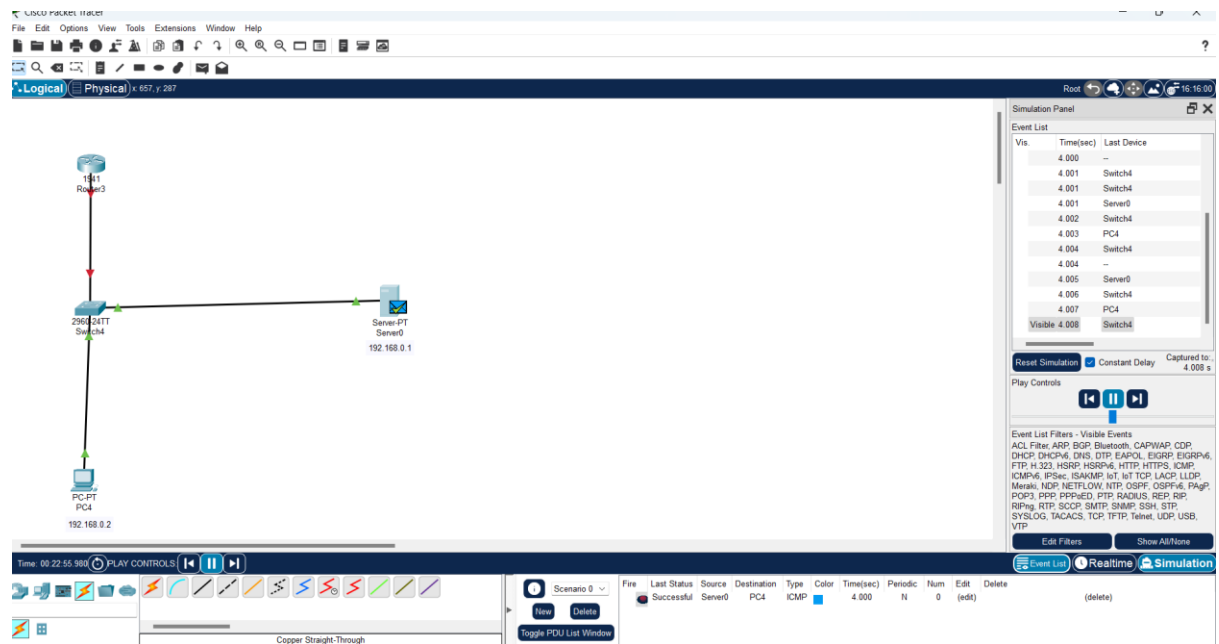 Cisco Packet Tracer
File Edit Options View Tools Extensions Window Help
?
Logical Physical x: 657, y: 287
Root 16:16:00
1941
Router3
2960-24TT
Switch4
Server-PT
Server0
192.168.0.1
PC-PT
PC4
192.168.0.2
Simulation Panel
Event List
Vis. Time(sec) Last Device
4.000 --
4.001 Switch4
4.001 Switch4
4.001 Server0
4.002 Switch4
4.003 PC4
4.004 Switch4
4.004 --
4.005 Server0
4.006 Switch4
4.007 PC4
Visible 4.008 Switch4
Reset Simulation Constant Delay Captured to:
4.008 s
Play Controls
Event List Filters - Visible Events
ACL Filter, ARP, BGP, Bluetooth, CAPWAP, CDP,
DHCP, DHCPv6, DNS, DTP, EAPOL, EIGRP, EIGRPv6,
FTP, H.323, HSRP, HSRPv6, HTTP, HTTPS, ICMP,
ICMPv6, IPSec, ISAKMP, IoT, IoT TCP, LACP, LLDP,
Meraki, NDP, NETFLOW, NTP, OSPF, OSPFv6, PAgP,
POP3, PPP, PPPoED, PTP, RADIUS, REP, RIP,
RIPng, RTP, SCCP, SMTP, SNMP, SSH, STP,
SYSLOG, TACACS, TCP, TFTP, Telnet, UDP, USB,
VTP
Edit Filters Show All/None
Time: 00:22:55.980 PLAY CONTROLS:
Event List Realtime Simulation
Copper Straight-Through
Scenario 0
New Delete
Toggle PDU List Window
Fire Last Status Source Destination Type Color Time(sec) Periodic Num Edit Delete
Successful Server0 PC4 ICMP 4.000 N 0 (edit) (delete)